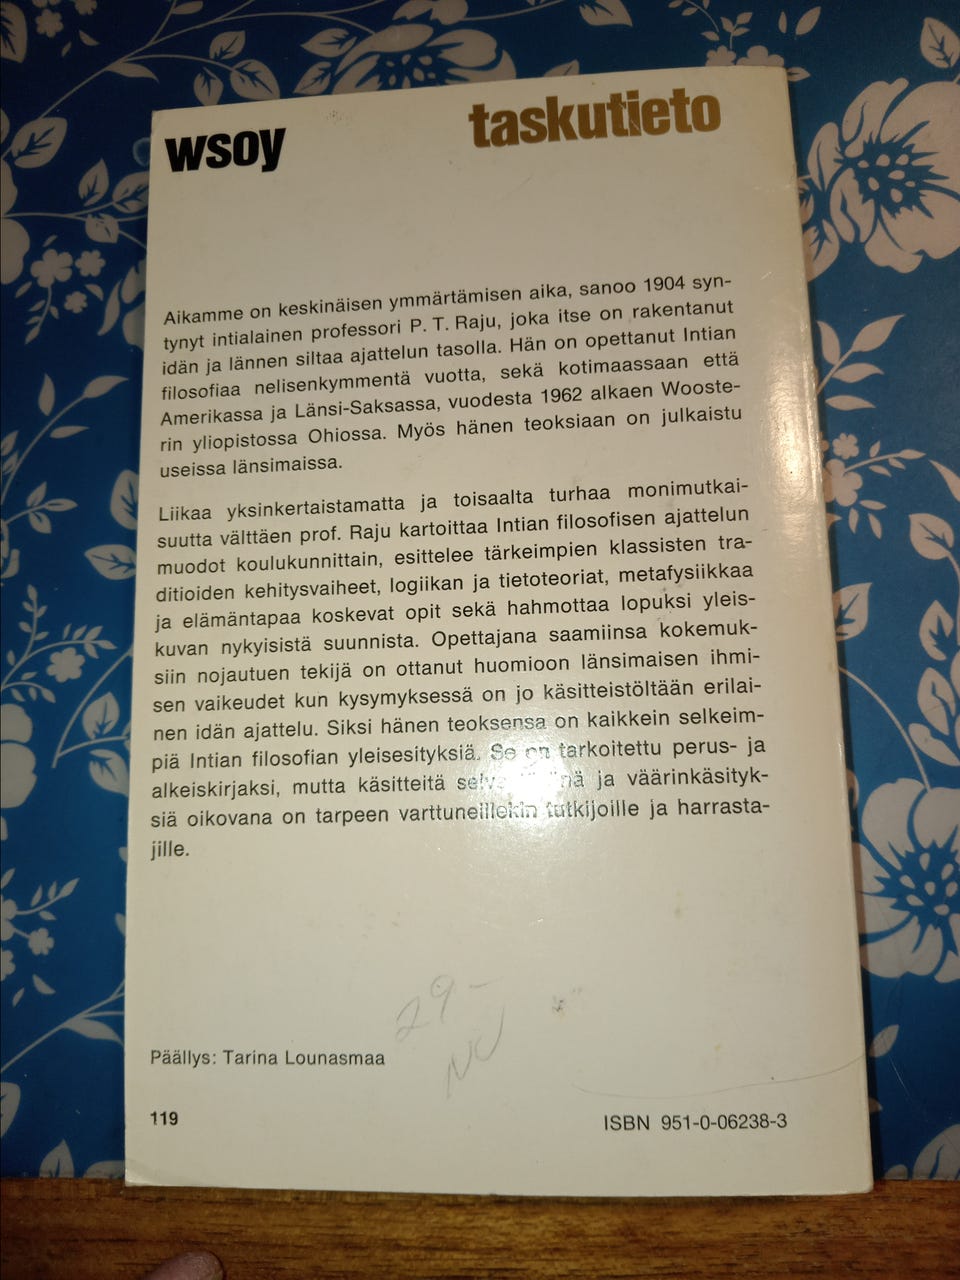 wsoy
taskutieto
Aikamme on keskinäisen ymmärtämisen aika, sanoo 1904 syn-
tynyt intialainen professori P. T. Raju, joka itse on rakentanut
idän ja lännen siltaa ajattelun tasolla. Hän on opettanut Intian
filosofiaa nelisenkymmentä vuotta, sekä kotimaassaan että
Amerikassa ja Länsi-Saksassa, vuodesta 1962 alkaen Wooste-
rin yliopistossa Ohiossa. Myös hänen teoksiaan on julkaistu
useissa länsimaissa.
Liikaa yksinkertaistamatta ja toisaalta turhaa monimutkai-
suutta välttäen prof. Raju kartoittaa Intian filosofisen ajattelun
muodot koulukunnittain, esittelee tärkeimpien klassisten tra-
ditioiden kehitysvaiheet, logiikan ja tietoteoriat, metafysiikkaa
ja elämäntapaa koskevat opit sekä hahmottaa lopuksi yleis-
kuvan nykyisistä suunnista. Opettajana saamiinsa kokemuk-
siin nojautuen tekijä on ottanut huomioon länsimaisen ihmi-
sen vaikeudet kun kysymyksessä on jo käsitteistöltään erilai-
nen idän ajattelu. Siksi hänen teoksensa on kaikkein selkeim-
piä Intian filosofian yleisesityksiä. Se on tarkoitettu perus- ja
alkeiskirjaksi, mutta käsitteitä ja väärinkäsityk-
siä oikovana on tarpeen varttuneillekin tutkijoille ja harrasta-
jille.
29-
Päällys: Tarina Lounasmaa
119
ISBN 951-0-06238-3